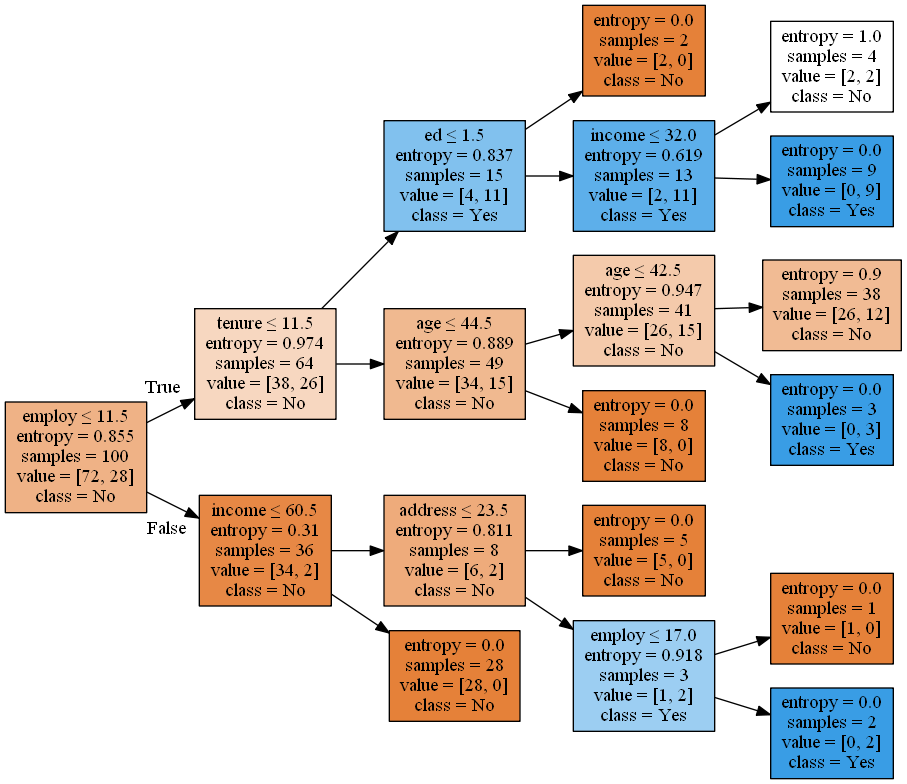 entropy = 0.0
samples = 2
value = [2, 0]
class = No
entropy = 1.0
samples = 4
value = [2, 2]
class = No
ed ≤ 1.5
entropy = 0.837
samples = 15
value = [4, 11]
class = Yes
income ≤ 32.0
entropy = 0.619
samples = 13
value = [2, 11]
class = Yes
entropy = 0.0
samples = 9
value = [0, 9]
class = Yes
tenure ≤ 11.5
entropy = 0.974
samples = 64
value = [38, 26]
class = No
age ≤ 44.5
entropy = 0.889
samples = 49
value = [34, 15]
class = No
age ≤ 42.5
entropy = 0.947
samples = 41
value = [26, 15]
class = No
entropy = 0.9
samples = 38
value = [26, 12]
class = No
entropy = 0.0
samples = 3
value = [0, 3]
class = Yes
entropy = 0.0
samples = 8
value = [8, 0]
class = No
True
employ ≤ 11.5
entropy = 0.855
samples = 100
value = [72, 28]
class = No
False
income ≤ 60.5
entropy = 0.31
samples = 36
value = [34, 2]
class = No
address ≤ 23.5
entropy = 0.811
samples = 8
value = [6, 2]
class = No
entropy = 0.0
samples = 5
value = [5, 0]
class = No
entropy = 0.0
samples = 28
value = [28, 0]
class = No
employ ≤ 17.0
entropy = 0.918
samples = 3
value = [1, 2]
class = Yes
entropy = 0.0
samples = 1
value = [1, 0]
class = No
entropy = 0.0
samples = 2
value = [0, 2]
class = Yes